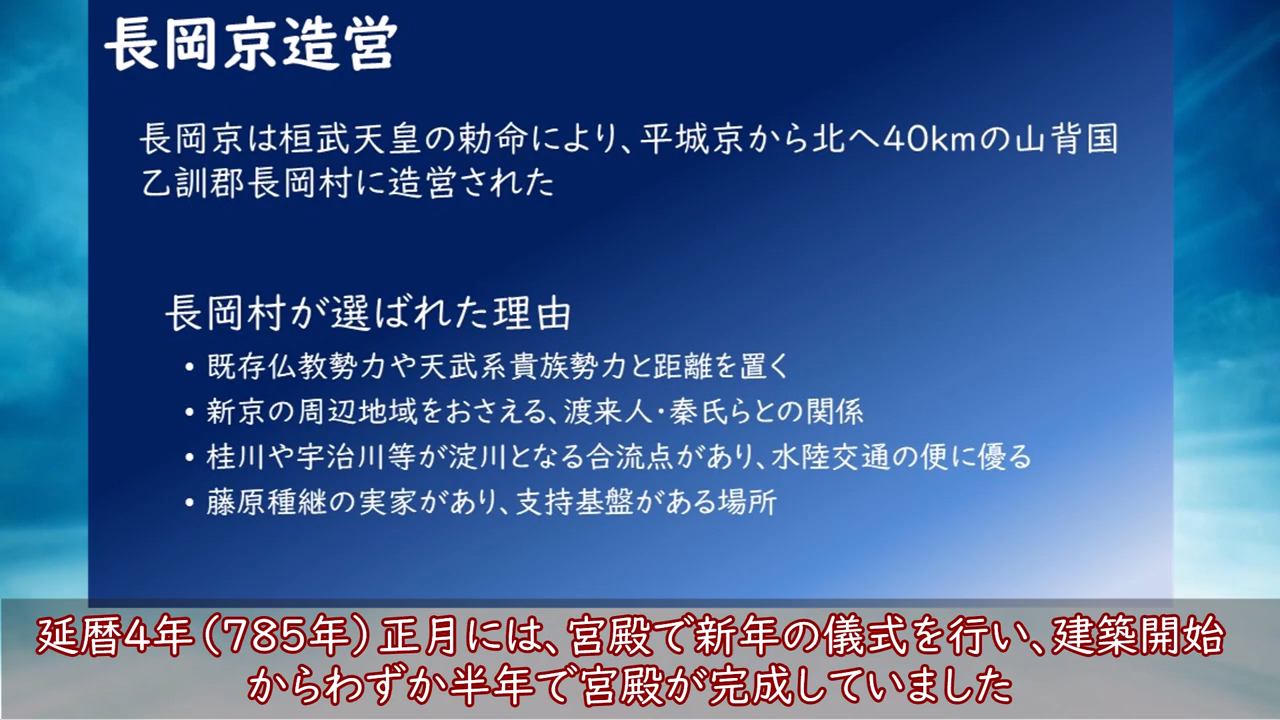 長岡京造営
長岡京は桓武天皇の勅命により、平城京から北へ40kmの山背国
乙訓郡長岡村に造営された
長岡村が選ばれた理由
• 既存仏教勢力や天武系貴族勢力と距離を置く
• 新京の周辺地域をおさえる、渡来人・秦氏らとの関係
• 桂川や宇治川等が淀川となる合流点があり、水陸交通の便に優る
• 藤原種継の実家があり、支持基盤がある場所
延暦4年（785年）正月には、宮殿で新年の儀式を行い、建築開始
からわずか半年で宮殿が完成していました